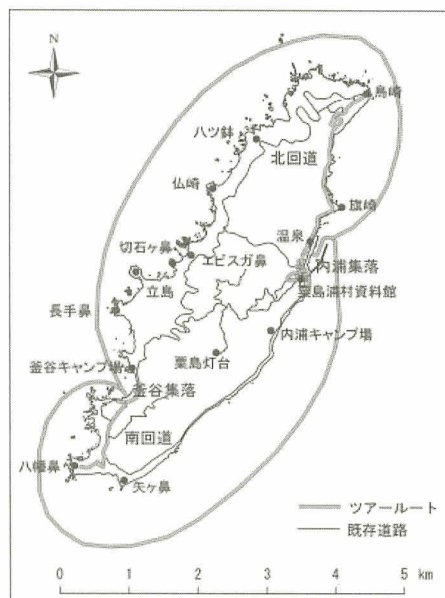 N
鳥崎
八ツ鉢
北回道
仏崎
旗崎
温泉
切石ヶ鼻
エビスガ鼻
内浦集落
立島
粟島浦村資料館
長手鼻
内浦キャンプ場
釜谷キャンプ場
粟島灯台
釜谷集落
南回道
八幡鼻
矢ヶ鼻
ツアールート
既存道路
0 1 2 3 4 5 km